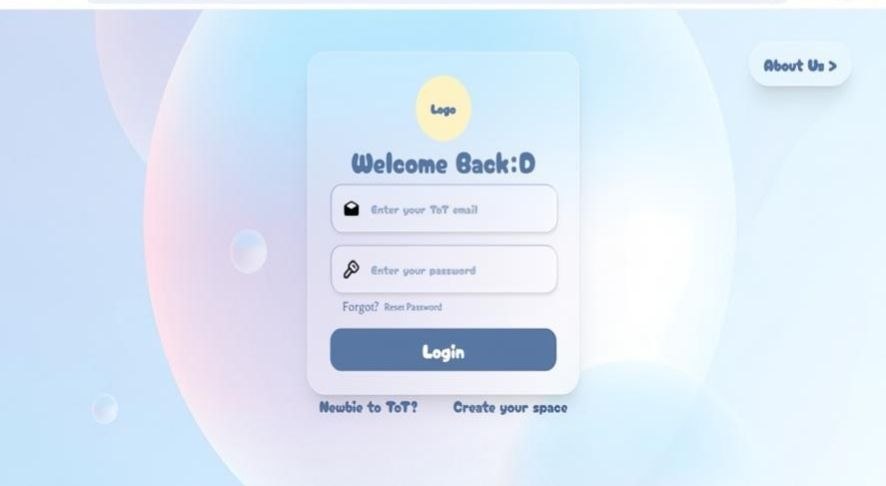 About Us >
Logo
Welcome Back:D
Enter your ToT email
Enter your password
Forgot? Reset Password
Login
Newbie to ToT? Create your space